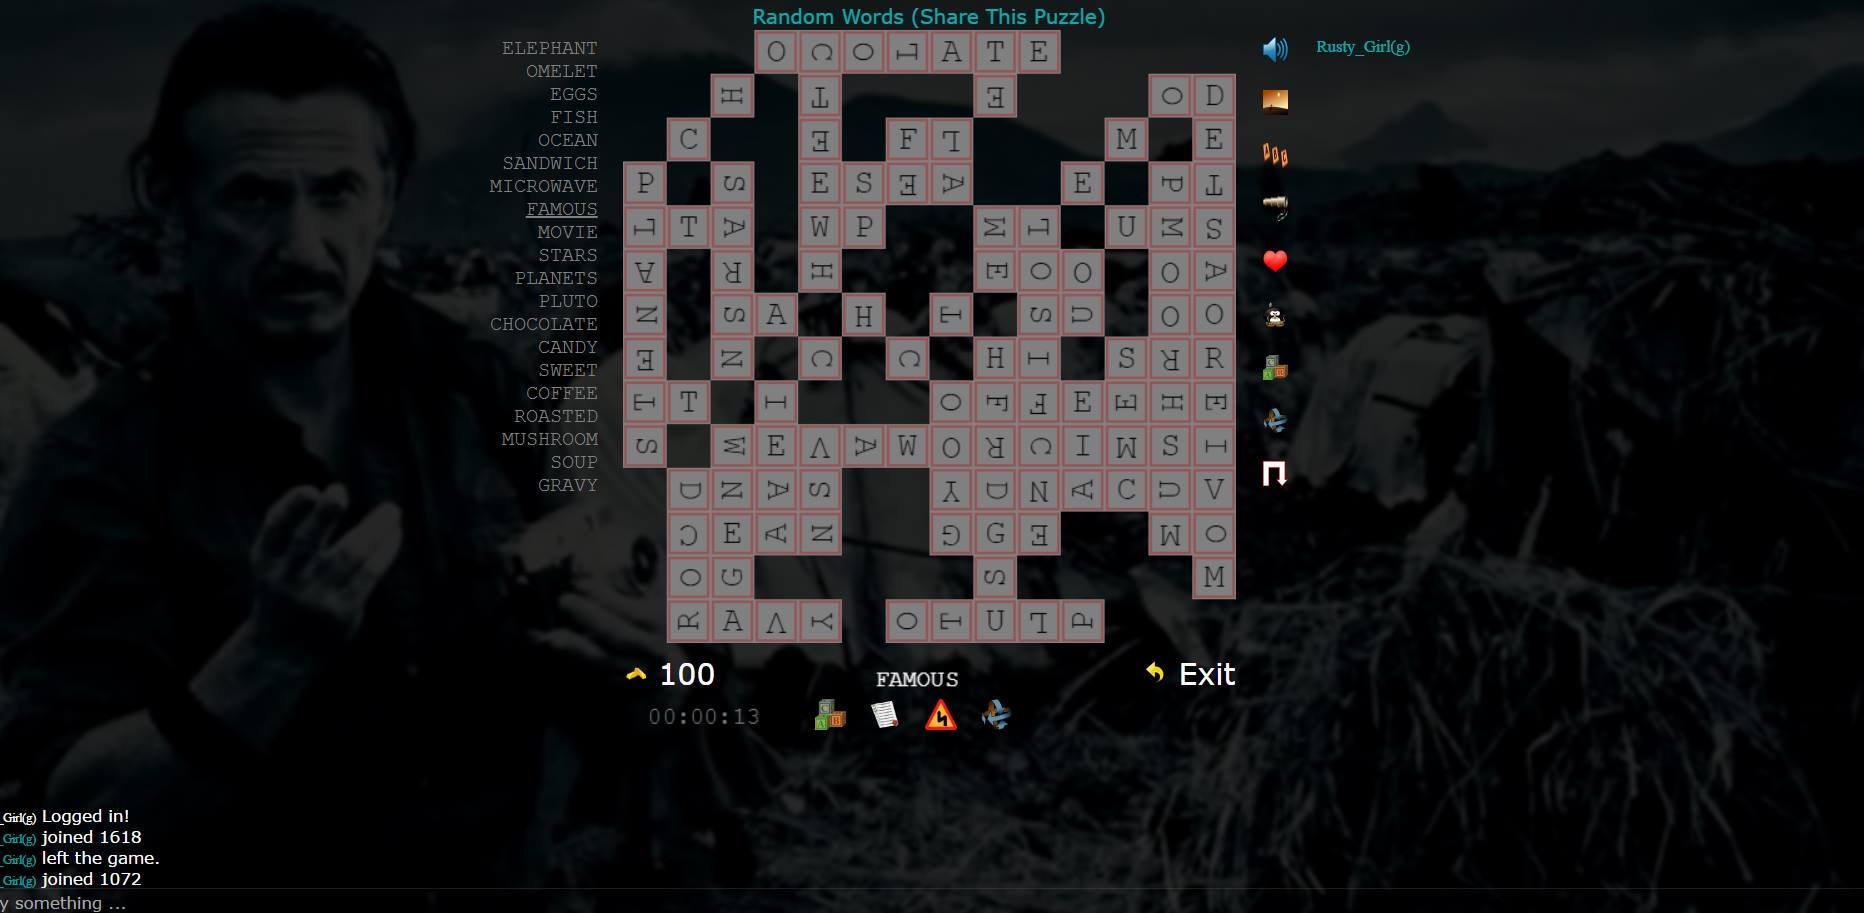 Random Words (Share This Puzzle)
ELEPHANT
OMELET
EGGS
FISH
OCEAN
SANDWICH
MICROWAVE
FAMOUS
MOVIE
STARS
PLANETS
PLUTO
CHOCOLATE
CANDY
SWEET
COFFEE
ROASTED
MUSHROOM
SOUP
GRAVY
O C O L A T E
H T E O D
C E F L M E
P S E S E A E P T
L T A W P M L U M S
A R H E O O O A
N S A H T S U O O
E N C C H I S R R
T T I O F F E E H E
S W E V A W O R C I M S I
D N A S Y D N A C U V
C E A N G G E M O
O G S M
R A V Y O T U L P
Rusty_Girl(g)
100
FAMOUS
Exit
00:00:13
_Girl(g) Logged in!
_Girl(g) joined 1618
_Girl(g) left the game.
_Girl(g) joined 1072
y something ...